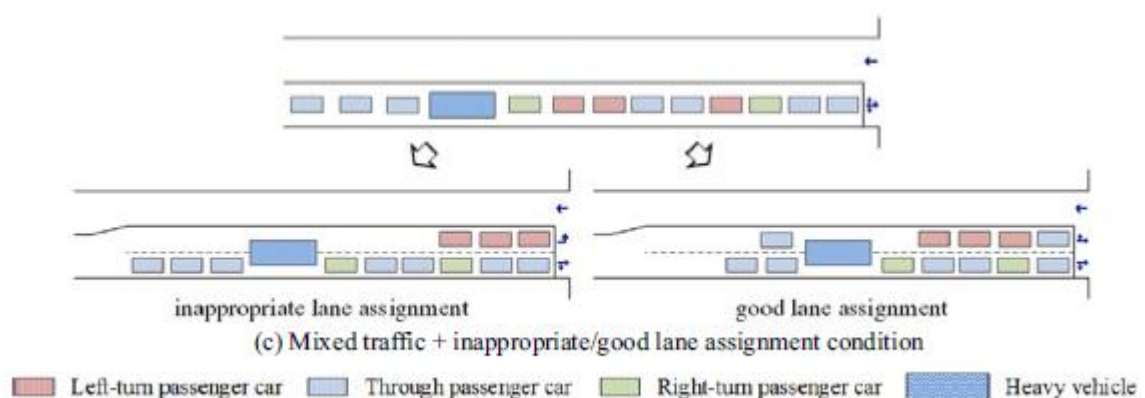 inappropriate lane assignment
good lane assignment
(c) Mixed traffic + inappropriate/good lane assignment condition
Left-turn passenger car
Through passenger car
Right-turn passenger car
Heavy vehicle